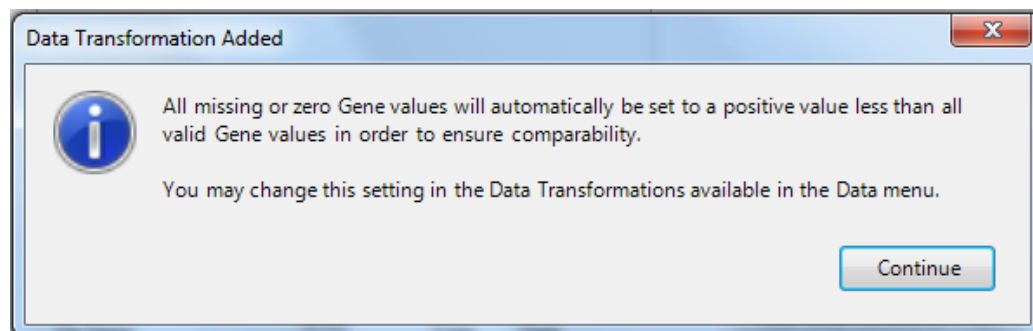 Data Transformation Added
All missing or zero Gene values will automatically be set to a positive value less than all
valid Gene values in order to ensure comparability.
You may change this setting in the Data Transformations available in the Data menu.
Continue